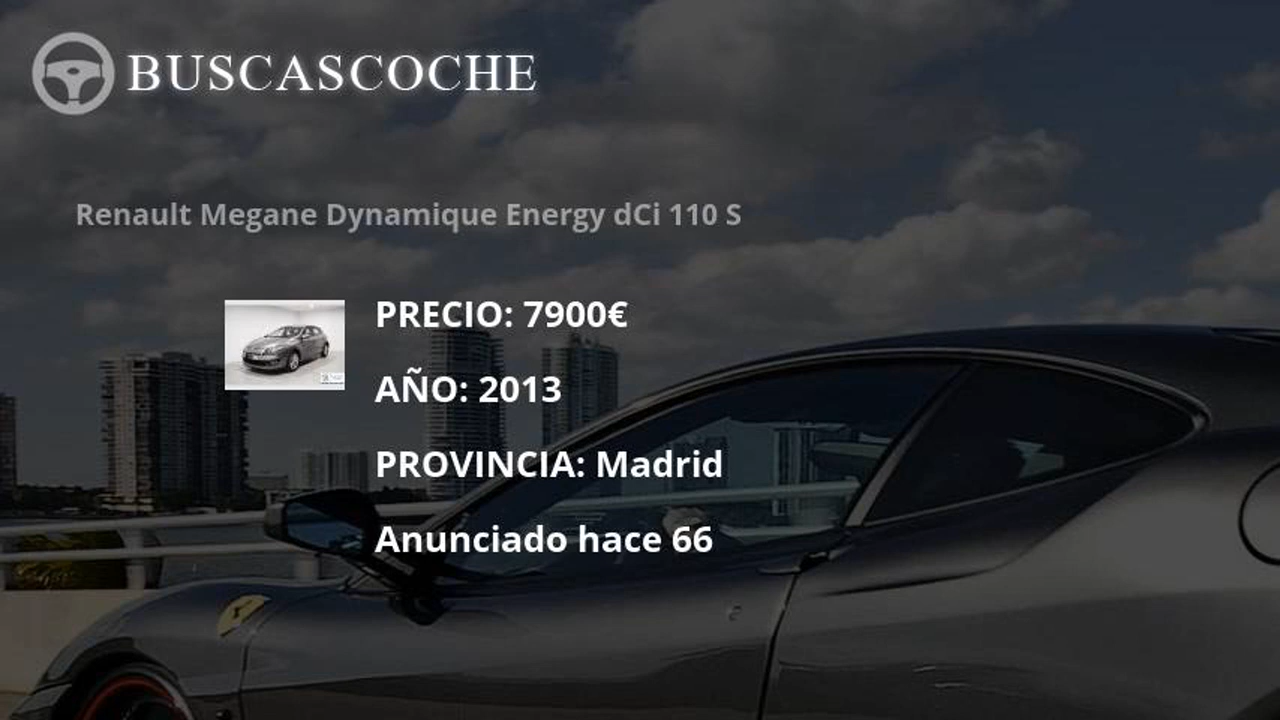 BUSCASCOCHE
Renault Megane Dynamique Energy dCi 110 S
PRECIO: 7900€
AÑO: 2013
PROVINCIA: Madrid
Anunciado hace 66